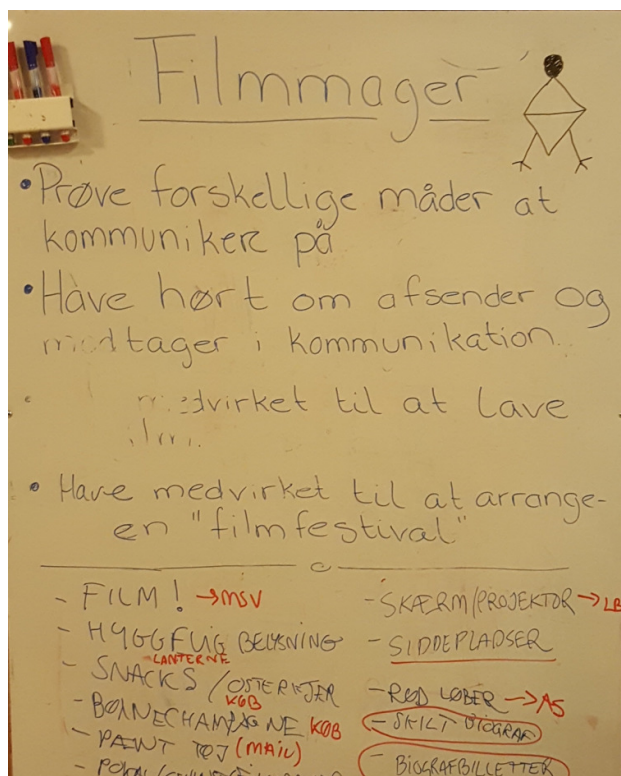 Filmmager
• Prøve forskellige måder at
kommuniker på
• Have hørt om afsender og
modtager i kommunikation.
medvirket til at lave
• Have medvirket til at arrange-
en "filmfestival"
- FILM! → MSV
- HYGGELIG BELYSNING
LANTERNE
- SNACKS / OSTEREJER
KØB
- BØRNECHAMPAGNE KØB
- PÆNT TØJ (MAIL)
- SKÆRM/PROJEKTOR → LB
- SIDDEPLADSER
- RØD LØBER → AS
- SKILT BIOGRAF
BIOGRAFBILLETTER